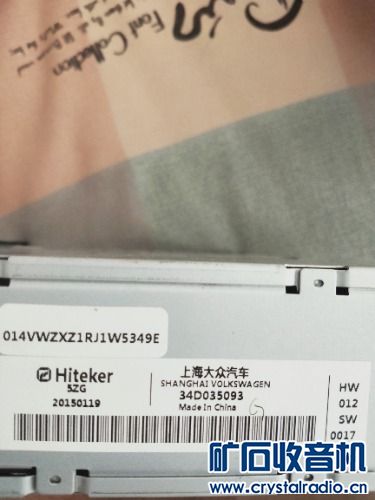 Font Collection
014VWZXZ1RJ1W5349E
Hiteker
5ZG
20150119
上海大众汽车
SHANGHAI VOLKSWAGEN
34D035093
Made In China
HW
012
SW
0017
矿石收音机
www.crystalradio.cn